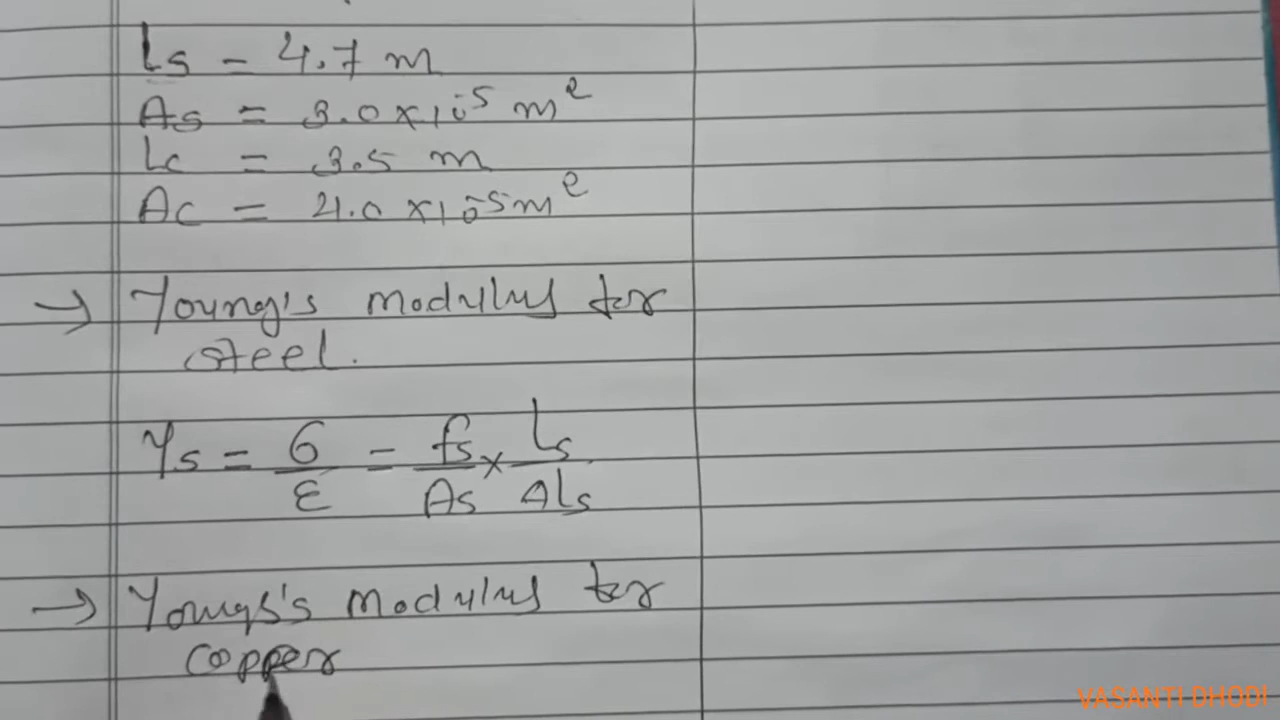 Ls = 4.7 m
As = 3.0 × 10⁻⁵ m²
Lc = 3.5 m
Ac = 4.0 × 10⁻⁵ m²
→ Young's modulus for
steel.
Ys = σ/ε = fs/As × Ls/Δls
→ Youngs's modulus for
copper
VASANTI DHODI